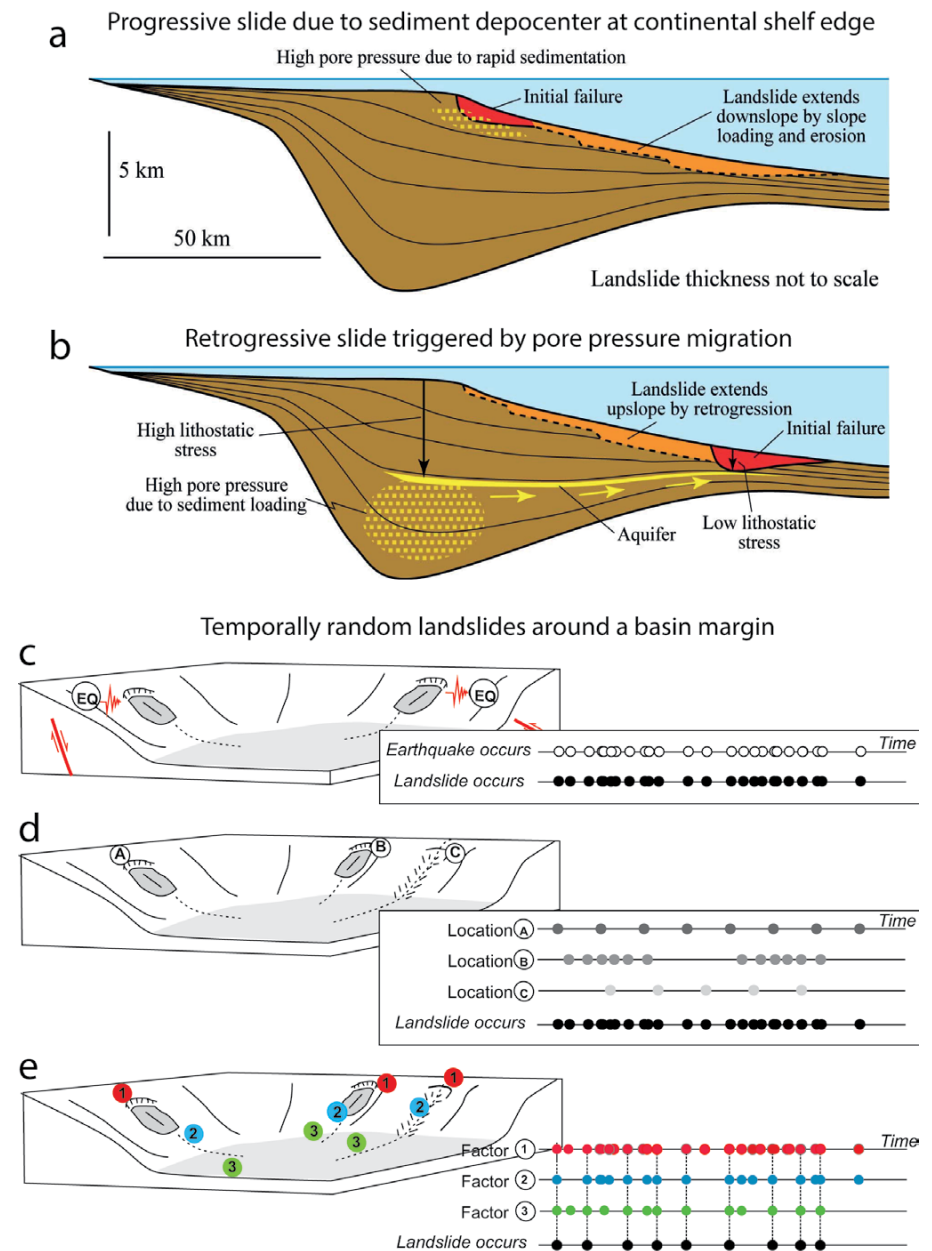 a
Progressive slide due to sediment depocenter at continental shelf edge
High pore pressure due to rapid sedimentation
Initial failure
Landslide extends
downslope by slope
loading and erosion
5 km
50 km
Landslide thickness not to scale
b
Retrogressive slide triggered by pore pressure migration
Landslide extends
upslope by retrogression
Initial failure
High lithostatic
stress
High pore pressure
due to sediment loading
Aquifer
Low lithostatic
stress
Temporally random landslides around a basin margin
c
EQ
EQ
Time
Earthquake occurs
Landslide occurs
d
A
B
C
Time
Location A
Location B
Location C
Landslide occurs
e
1
1
1
2
2
2
3
3
3
Time
Factor 1
Factor 2
Factor 3
Landslide occurs